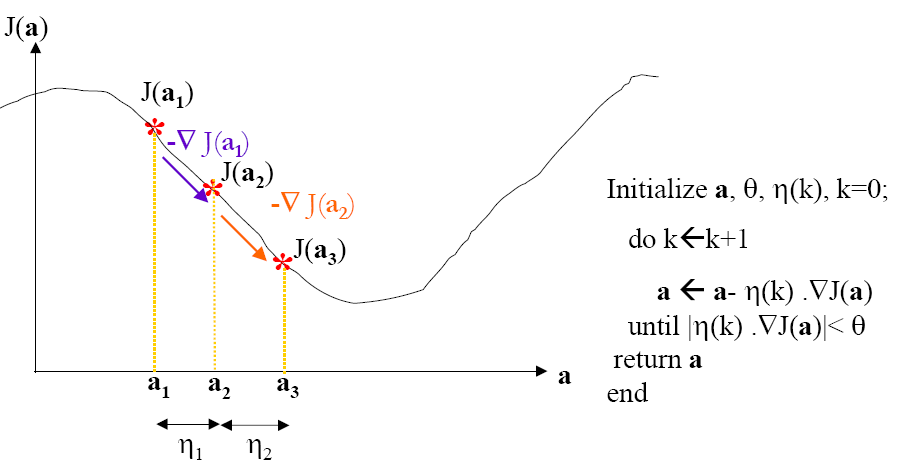 J(a)
J(a₁)
-∇ J(a₁)
J(a₂)
-∇ J(a₂)
J(a₃)
a₁ a₂ a₃ a
η₁ η₂
Initialize a, θ, η(k), k=0;
do k←k+1
a ← a- η(k) .∇J(a)
until |η(k) .∇J(a)|< θ
return a
end